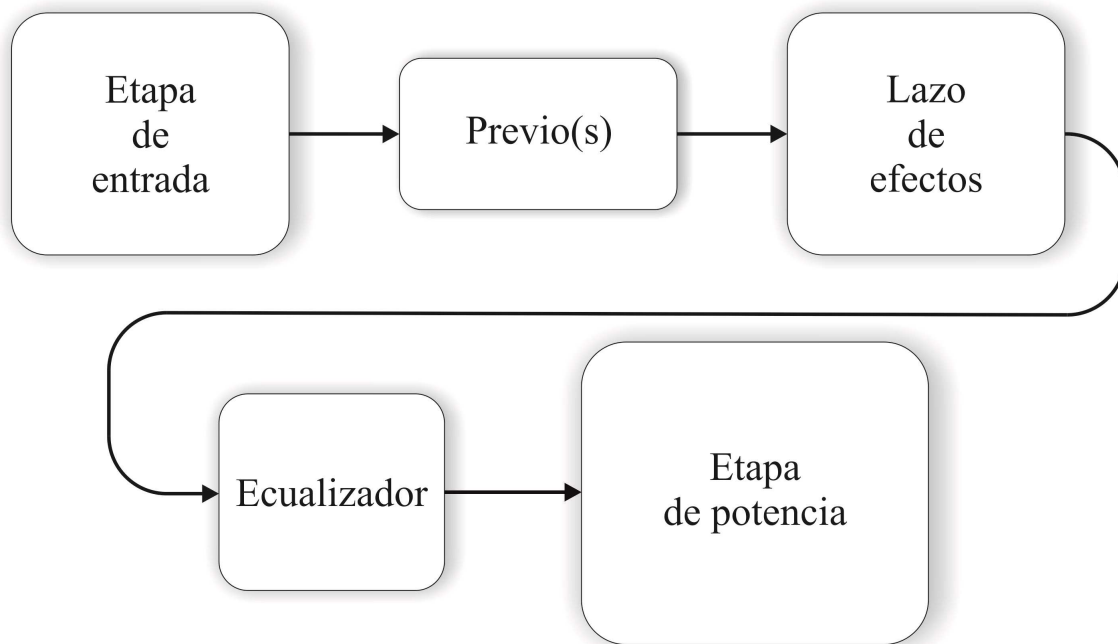 Etapa
de
entrada
Previo(s)
Lazo
de
efectos
Ecualizador
Etapa
de potencia